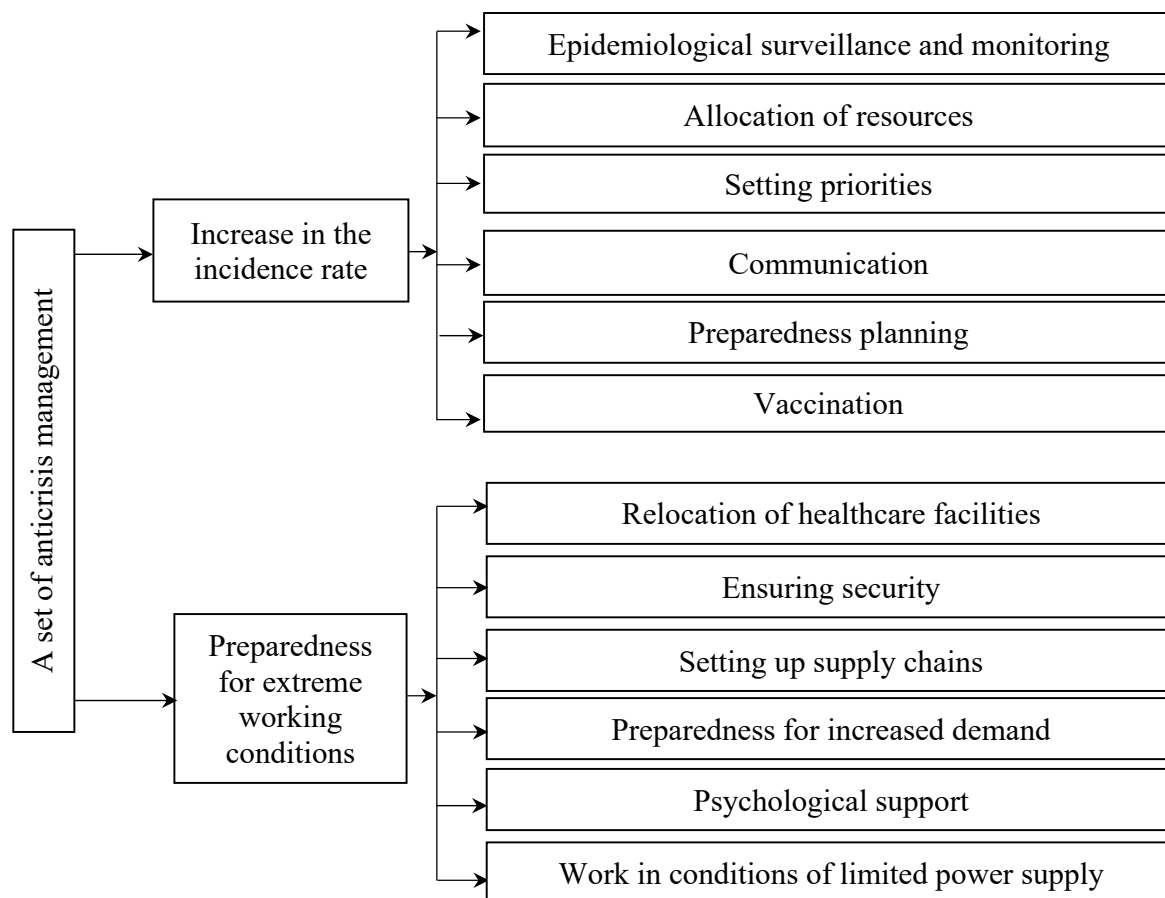 A set of anticrisis management
Increase in the
incidence rate
Epidemiological surveillance and monitoring
Allocation of resources
Setting priorities
Communication
Preparedness planning
Vaccination
Preparedness
for extreme
working
conditions
Relocation of healthcare facilities
Ensuring security
Setting up supply chains
Preparedness for increased demand
Psychological support
Work in conditions of limited power supply